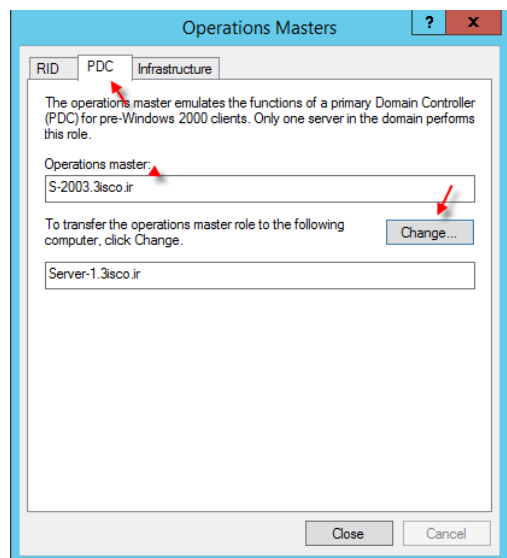 Operations Masters
? x
RID PDC Infrastructure
The operations master emulates the functions of a primary Domain Controller
(PDC) for pre-Windows 2000 clients. Only one server in the domain performs
this role.
Operations master:
S-2003.3isco.ir
To transfer the operations master role to the following
computer, click Change.
Change...
Server-1.3isco.ir
Close Cancel